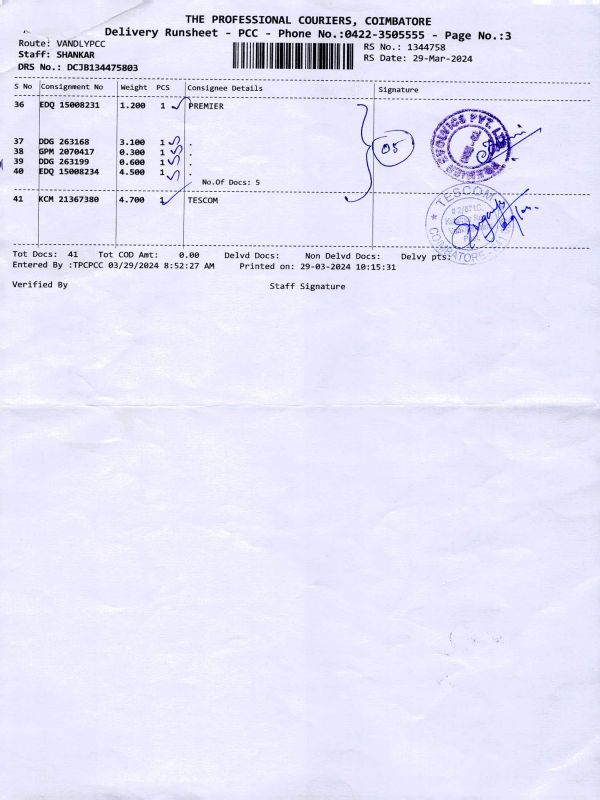 THE PROFESSIONAL COURIERS, COIMBATORE
Delivery Runsheet - PCC - Phone No.:0422-3505555 - Page No.:3
Route: VANDLYPCC RS No.: 1344758
Staff: SHANKAR RS Date: 29-Mar-2024
DRS No.: DCJB134475803
S No Consignment No Weight PCS Consignee Details Signature
36 EDQ 15008231 1.200 1 PREMIER
37 DDG 263168 3.100 1 .
38 GPM 2070417 0.300 1 .
39 DDG 263199 0.600 1 .
40 EDQ 15008234 4.500 1 .
05
No.Of Docs: 5
PREMIER EVOLVICS PVT. LTD
41 KCM 21367380 4.700 1 TESCOM
TESCOM
COIMBATORE
Tot Docs: 41 Tot COD Amt: 0.00 Delvd Docs: Non Delvd Docs: Delvy pts:
Entered By :TPCPCC 03/29/2024 8:52:27 AM Printed on: 29-03-2024 10:15:31
Verified By Staff Signature